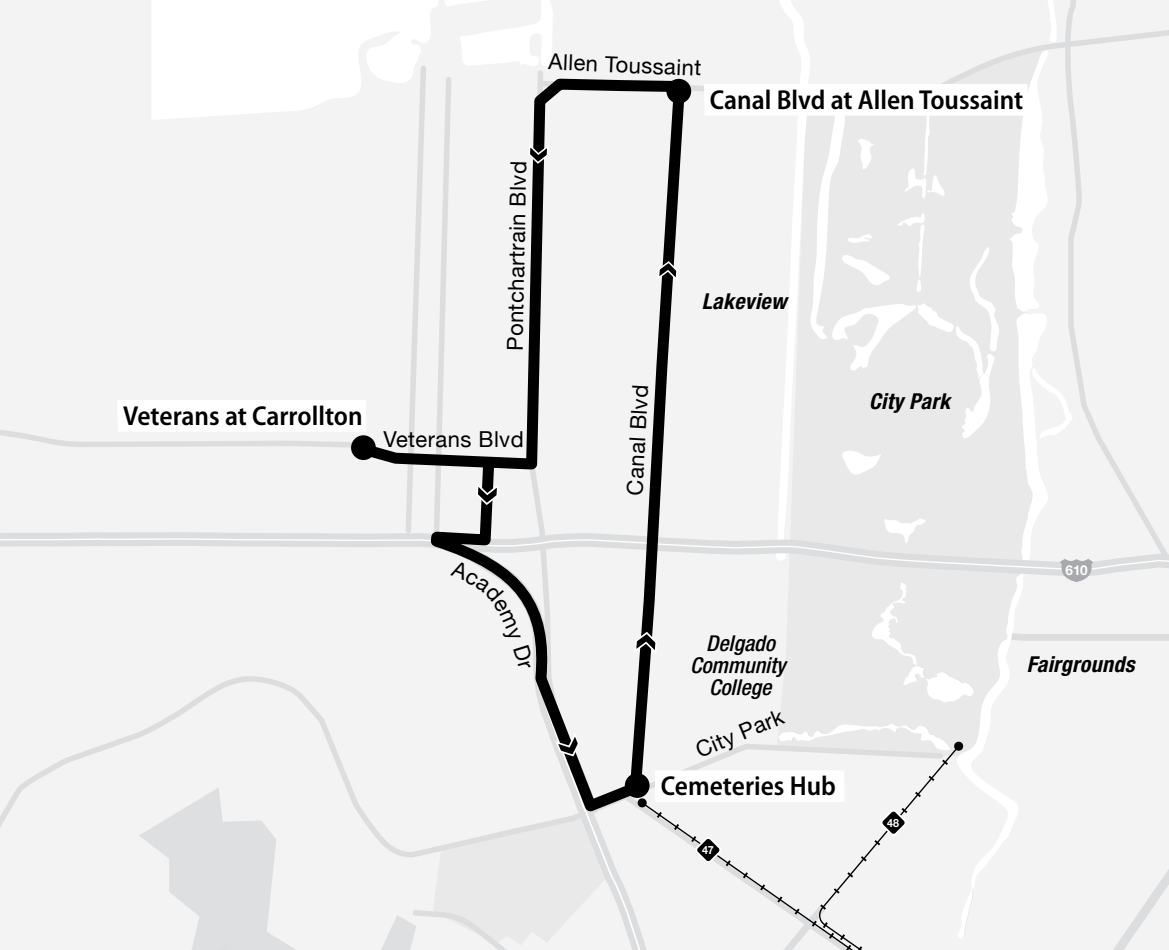 Allen Toussaint
Canal Blvd at Allen Toussaint
Pontchartrain Blvd
Lakeview
City Park
Canal Blvd
Veterans at Carrollton
Veterans Blvd
610
Academy Dr
Delgado
Community
College
Fairgrounds
City Park
Cemeteries Hub
48
47